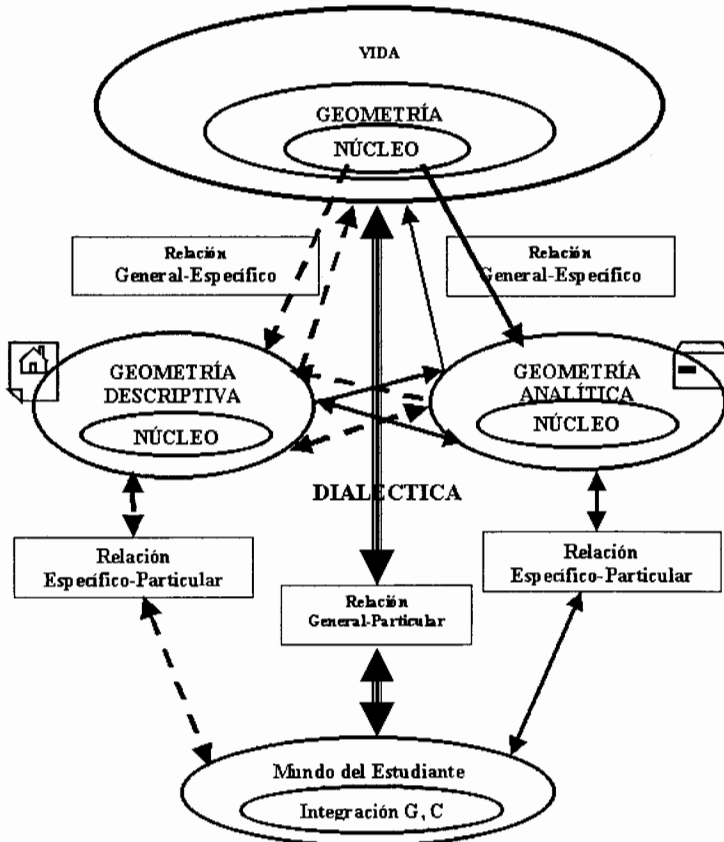 VIDA
GEOMETRÍA
NÚCLEO
Relación
General-Específico
Relación
General-Específico
GEOMETRÍA
DESCRIPTIVA
NÚCLEO
GEOMETRÍA
ANALÍTICA
NÚCLEO
DIALECTICA
Relación
Específico-Particular
Relación
Específico-Particular
Relación
General-Particular
Mundo del Estudiante
Integración G, C